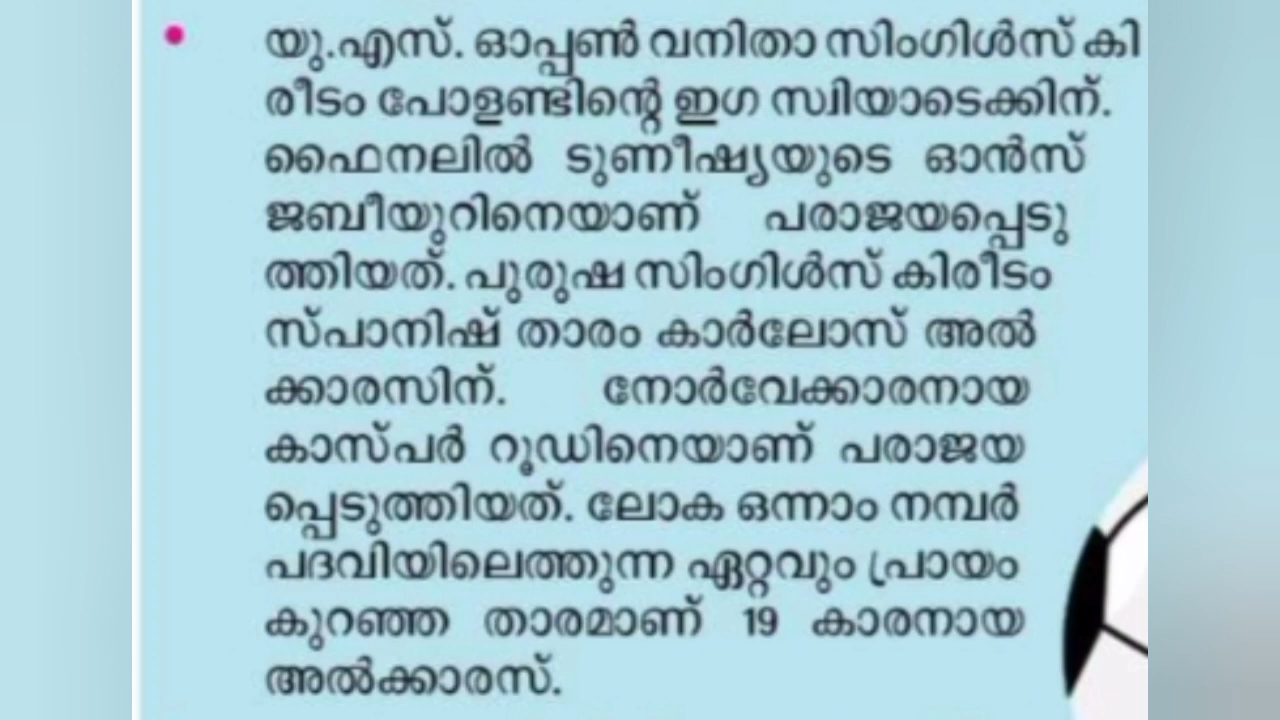 യു.എസ്. ഓപ്പൺ വനിതാ സിംഗിൾസ് കി
രീടം പോളണ്ടിന്റെ ഇഗ സ്വിയാടെക്കിന്.
ഫൈനലിൽ ടുണീഷ്യയുടെ ഓൻസ്
ജബീയുറിനെയാണ് പരാജയപ്പെടു
ത്തിയത്. പുരുഷ സിംഗിൾസ് കിരീടം
സ്പാനിഷ് താരം കാർലോസ് അൽ
ക്കാരസിന്. നോർവേക്കാരനായ
കാസ്പർ റൂഡിനെയാണ് പരാജയ
പ്പെടുത്തിയത്. ലോക ഒന്നാം നമ്പർ
പദവിയിലെത്തുന്ന ഏറ്റവും പ്രായം
കുറഞ്ഞ താരമാണ് 19 കാരനായ
അൽക്കാരസ്.